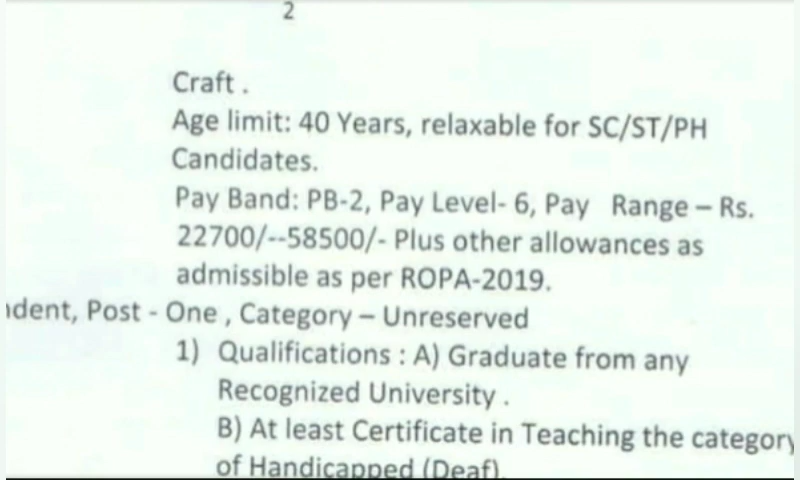 2
Craft .
Age limit: 40 Years, relaxable for SC/ST/PH
Candidates.
Pay Band: PB-2, Pay Level- 6, Pay Range – Rs.
22700/--58500/- Plus other allowances as
admissible as per ROPA-2019.
ndent, Post - One , Category – Unreserved
1) Qualifications : A) Graduate from any
Recognized University .
B) At least Certificate in Teaching the category
of Handicapped (Deaf).